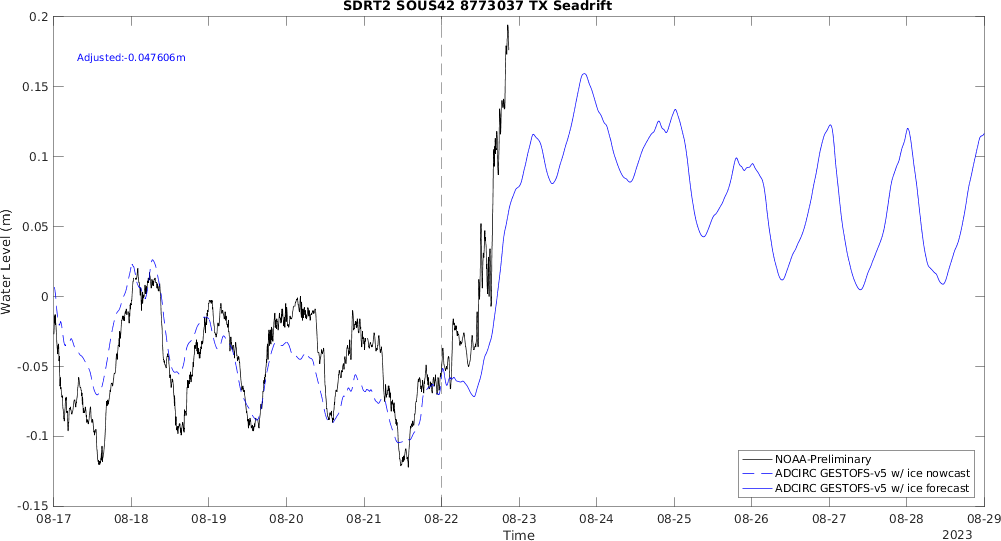 SDRT2 SOUS42 8773037 TX Seadrift
Adjusted:-0.047606m
Water Level (m)
0.2
0.15
0.1
0.05
0
-0.05
-0.1
-0.15
NOAA-Preliminary
ADCIRC GESTOFS-v5 w/ ice nowcast
ADCIRC GESTOFS-v5 w/ ice forecast
08-17 08-18 08-19 08-20 08-21 08-22 08-23 08-24 08-25 08-26 08-27 08-28 08-29
Time
2023